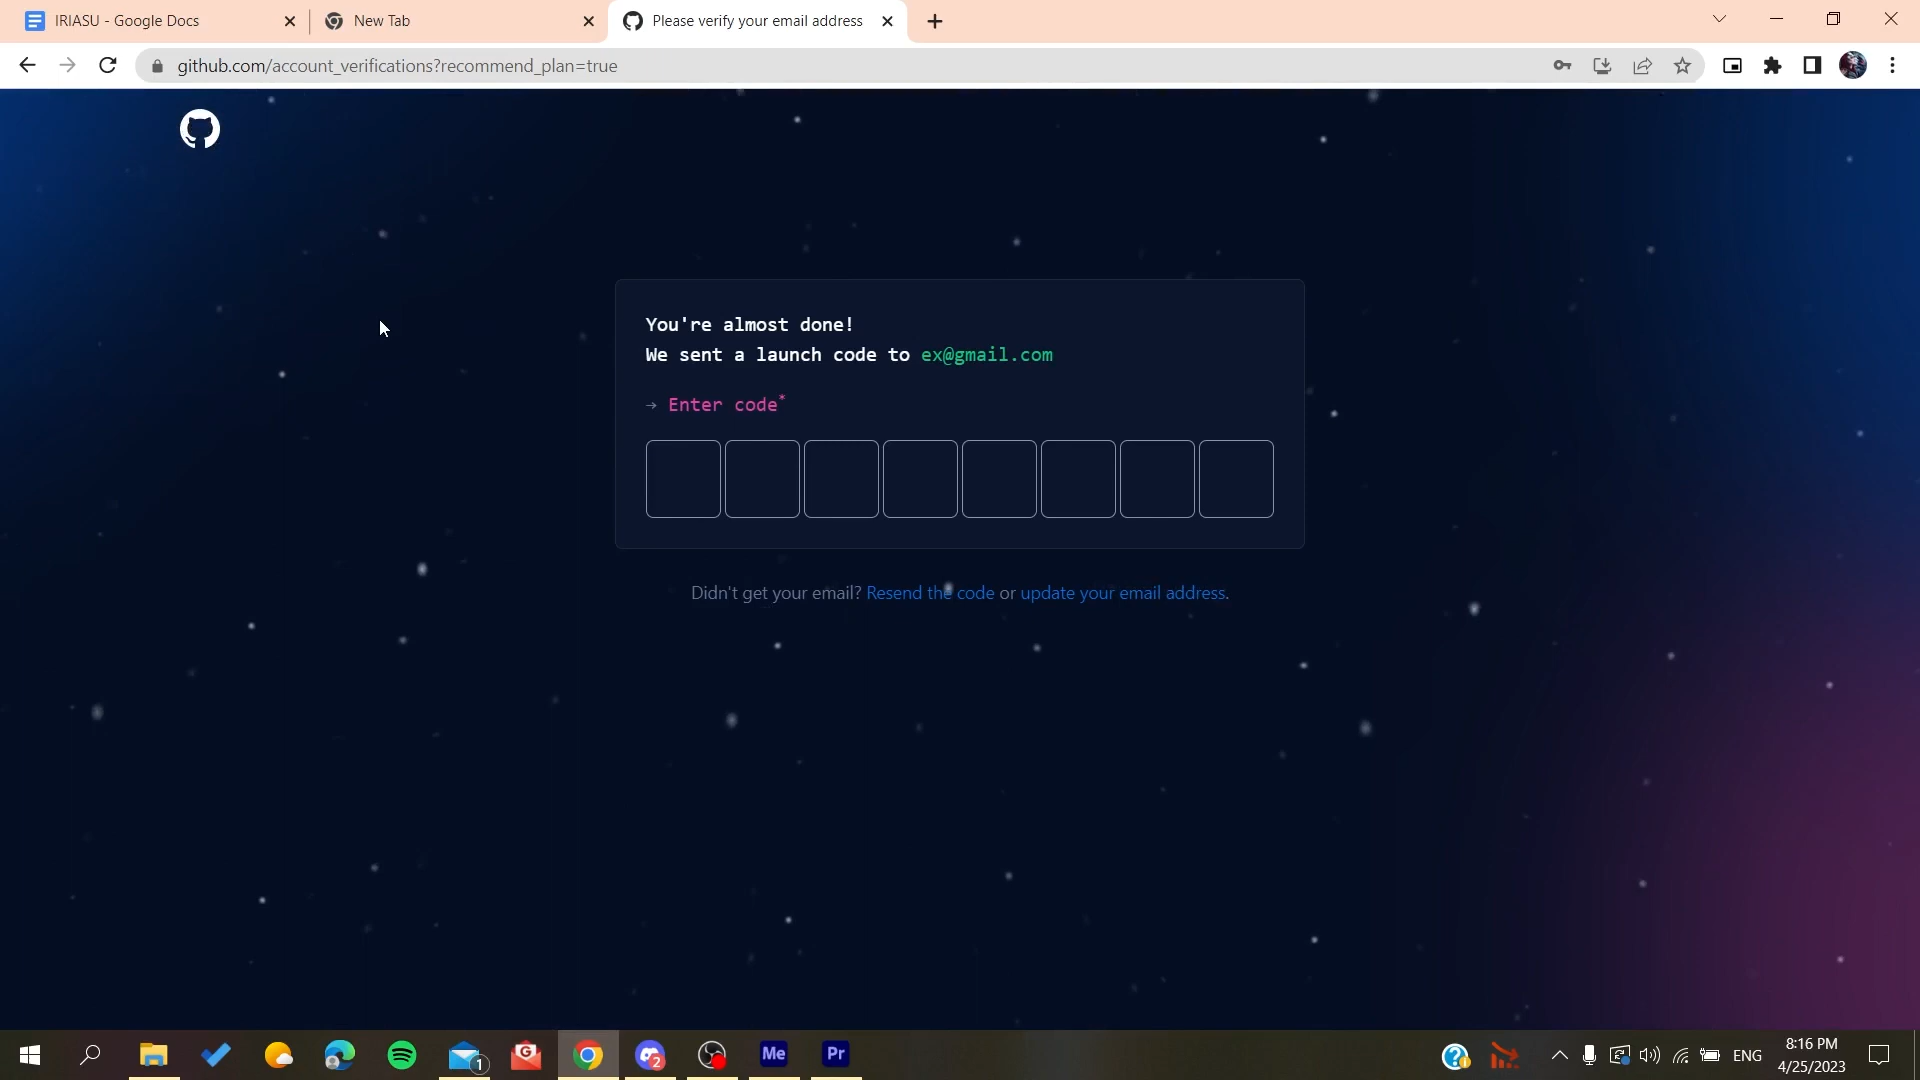 IRIASU - Google Docs
New Tab
Please verify your email address
github.com/account_verifications?recommend_plan=true
You're almost done!
We sent a launch code to ex@gmail.com
→ Enter code*
Didn't get your email? Resend the code or update your email address.
1
G
2
Me
Pr
ENG
8:16 PM
4/25/2023